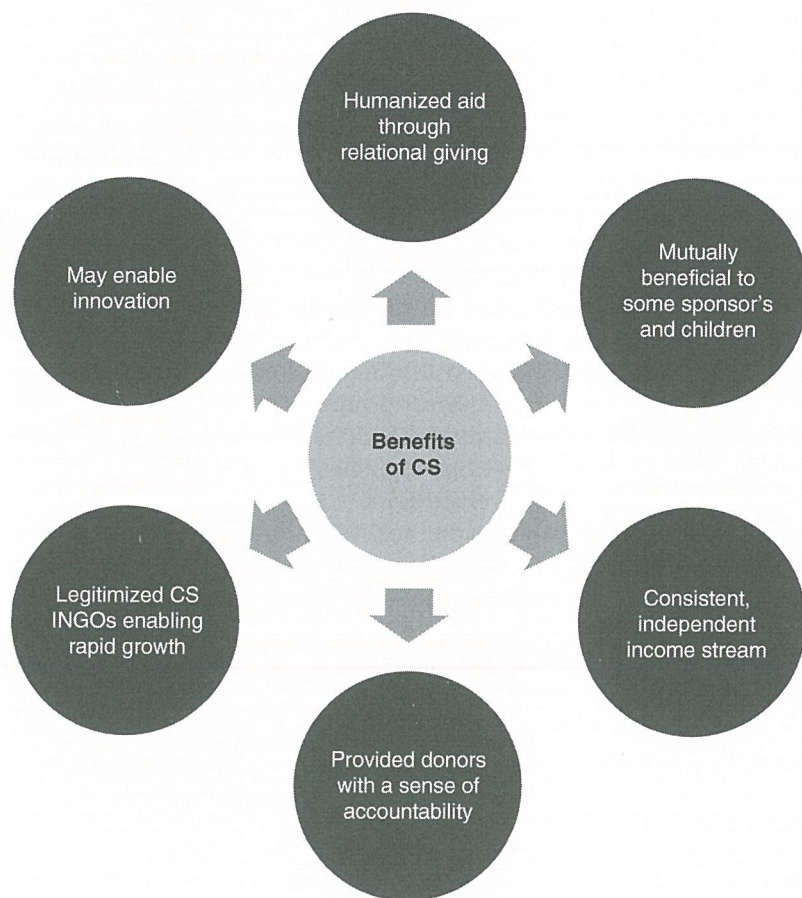 Humanized aid
through
relational giving
May enable
innovation
Mutually
beneficial to
some sponsor's
and children
Benefits
of CS
Legitimized CS
INGOs enabling
rapid growth
Consistent,
independent
income stream
Provided donors
with a sense of
accountability